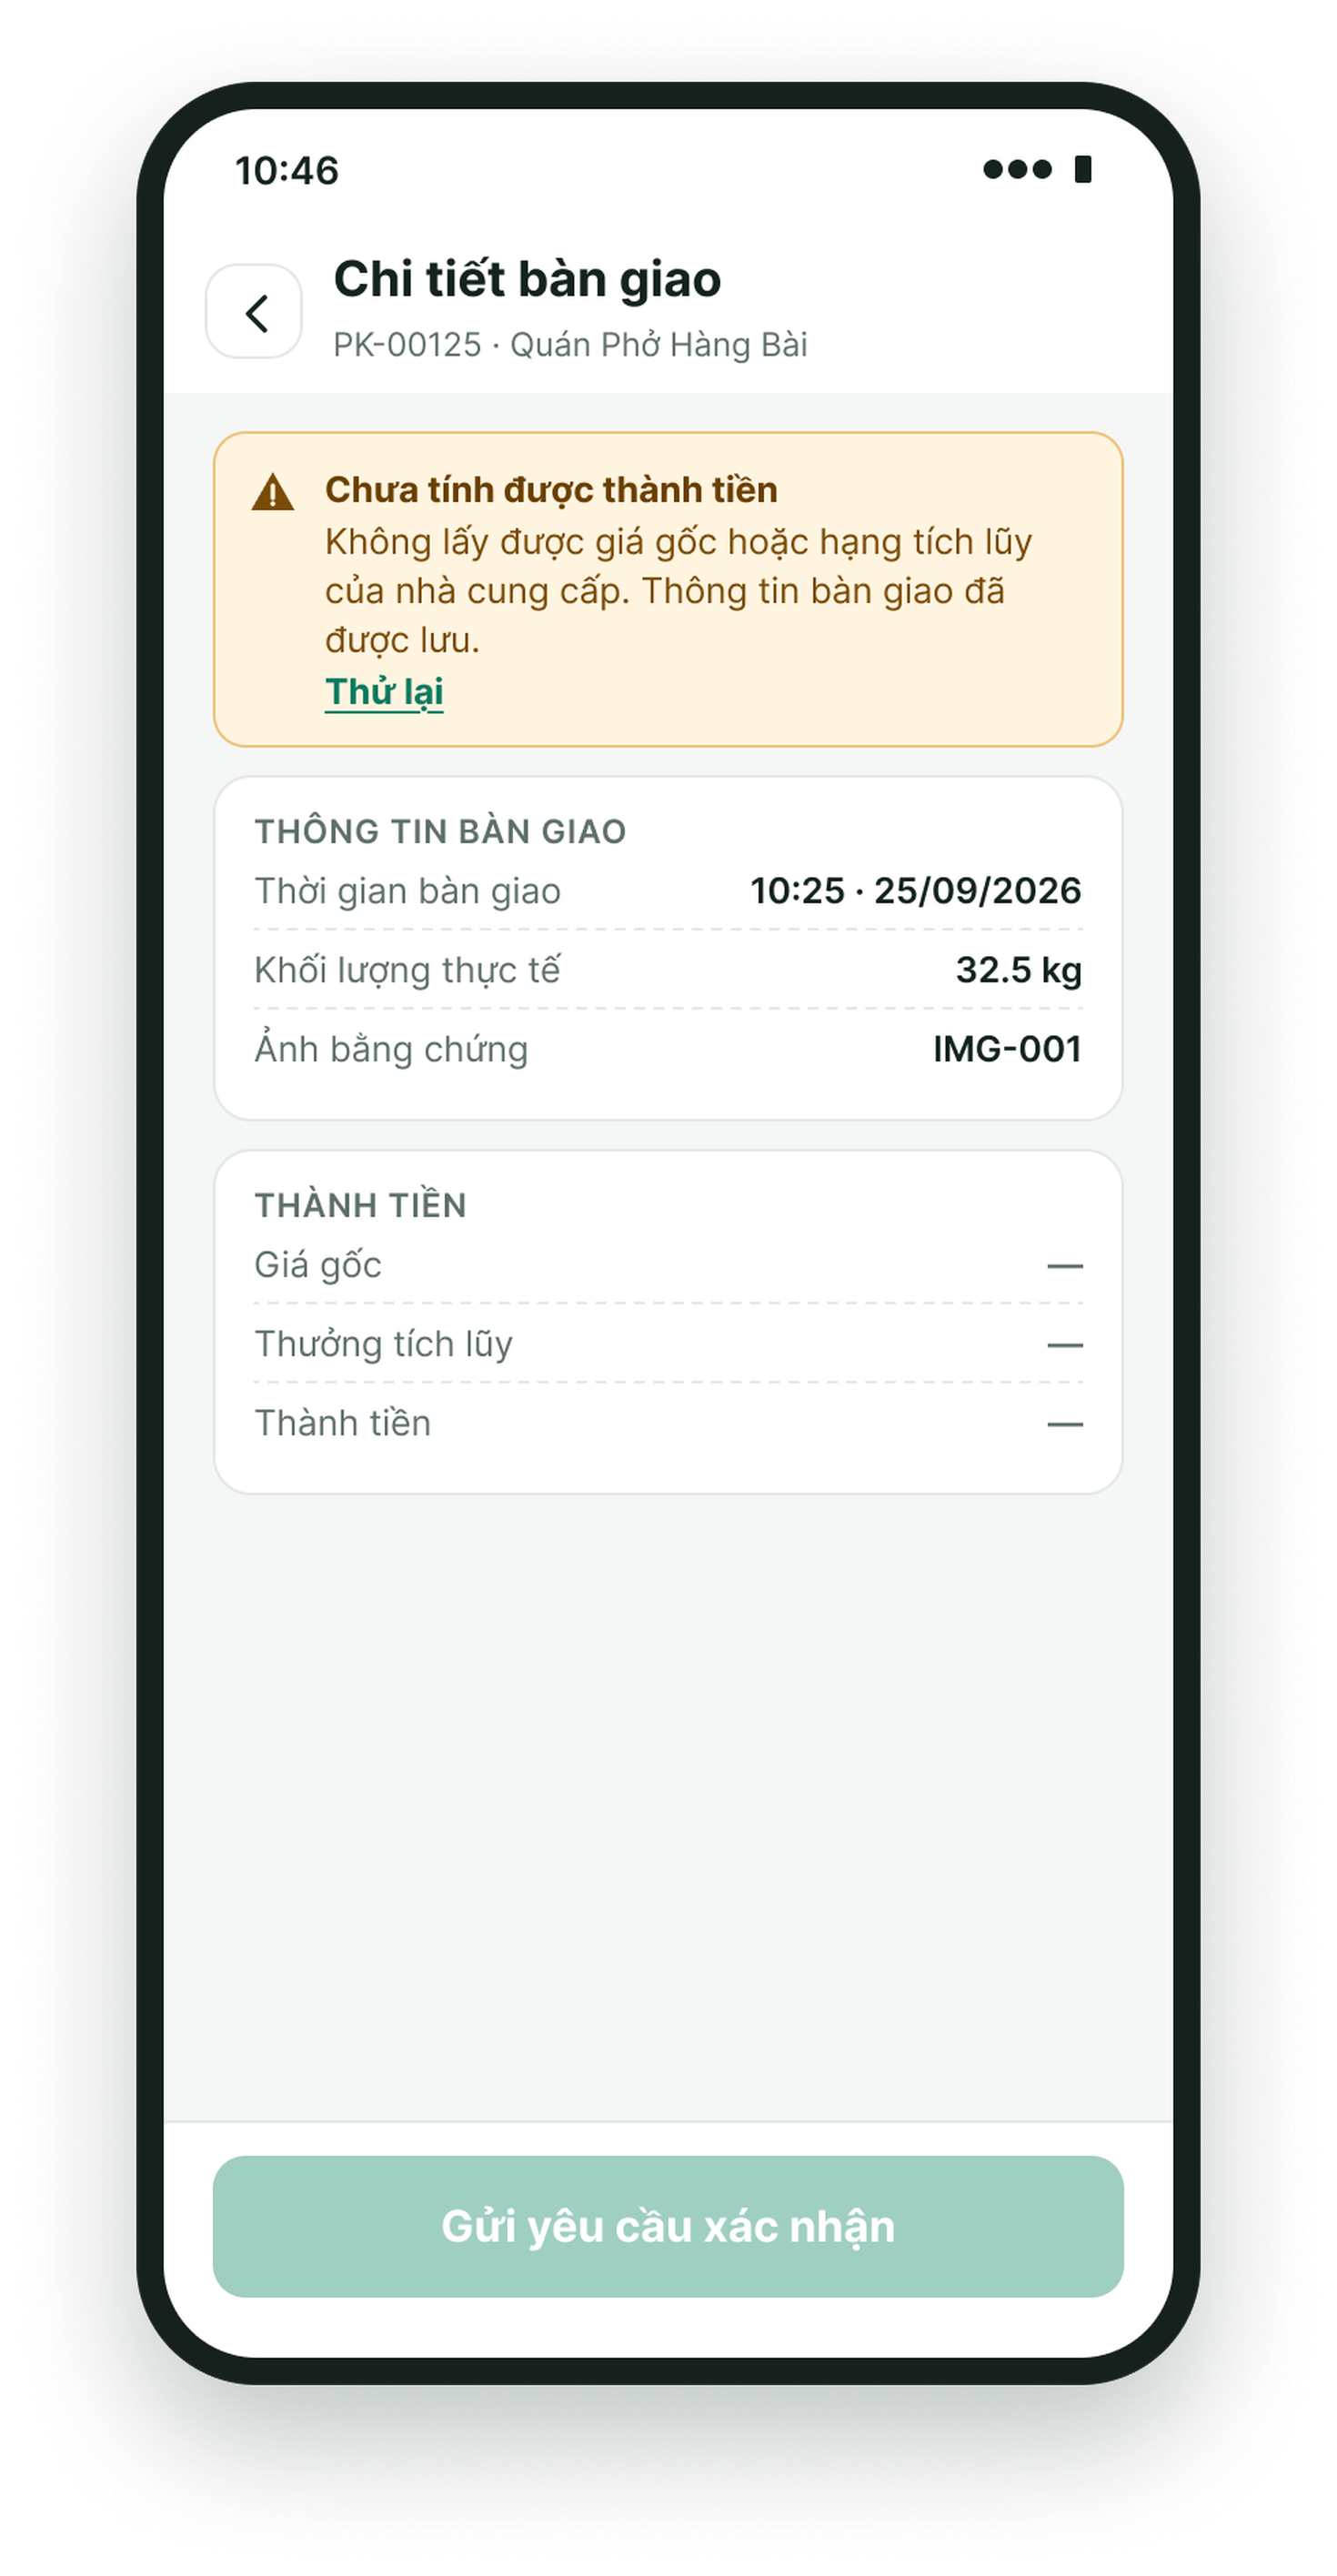 10:46
Chi tiết bàn giao
PK-00125 · Quán Phở Hàng Bài
Chưa tính được thành tiền
Không lấy được giá gốc hoặc hạng tích lũy
của nhà cung cấp. Thông tin bàn giao đã
được lưu.
Thử lại
THÔNG TIN BÀN GIAO
Thời gian bàn giao 10:25 · 25/09/2026
Khối lượng thực tế 32.5 kg
Ảnh bằng chứng IMG-001
THÀNH TIỀN
Giá gốc —
Thưởng tích lũy —
Thành tiền —
Gửi yêu cầu xác nhận